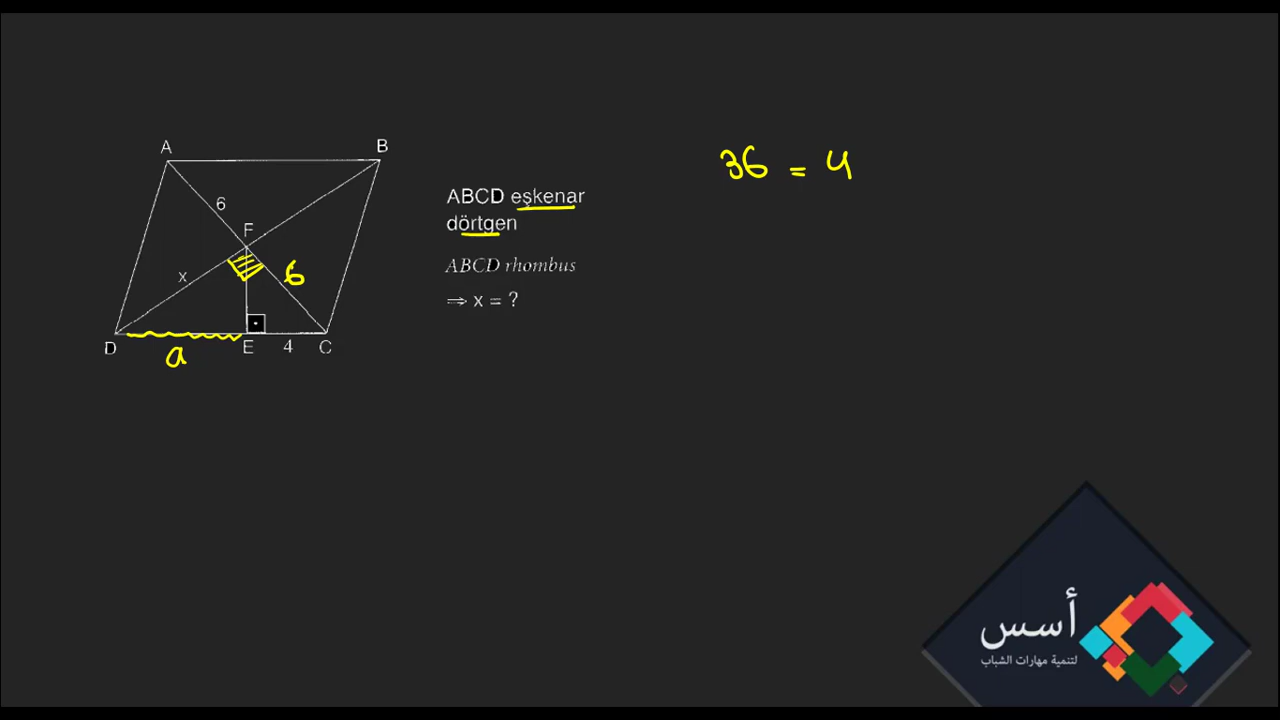 A
B
6
F
x
6
D
E
4
C
a
ABCD eşkenar
dörtgen
ABCD rhombus
⇒ x = ?
36 = 4
أسس
لتنمية مهارات الشباب